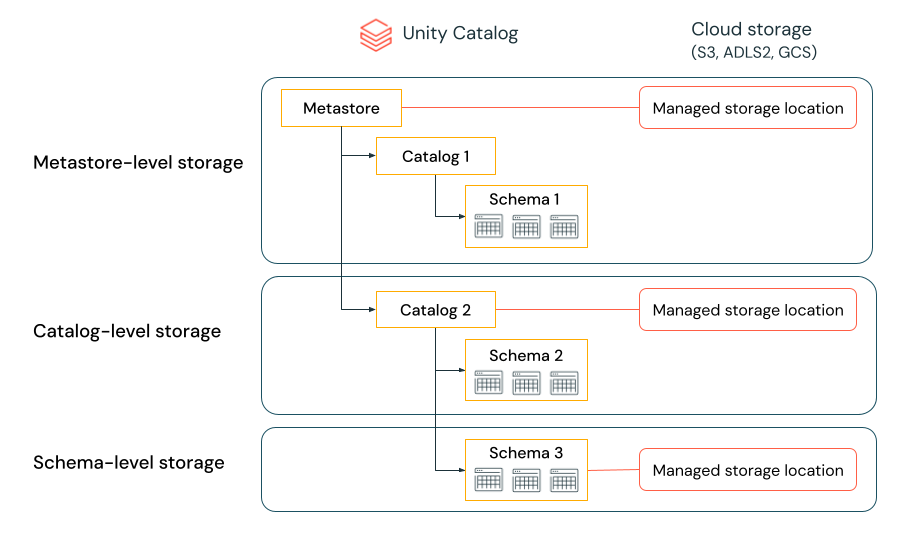 Unity Catalog
Cloud storage
(S3, ADLS2, GCS)
Metastore-level storage
Metastore
Managed storage location
Catalog 1
Schema 1
Catalog-level storage
Catalog 2
Managed storage location
Schema 2
Schema-level storage
Schema 3
Managed storage location